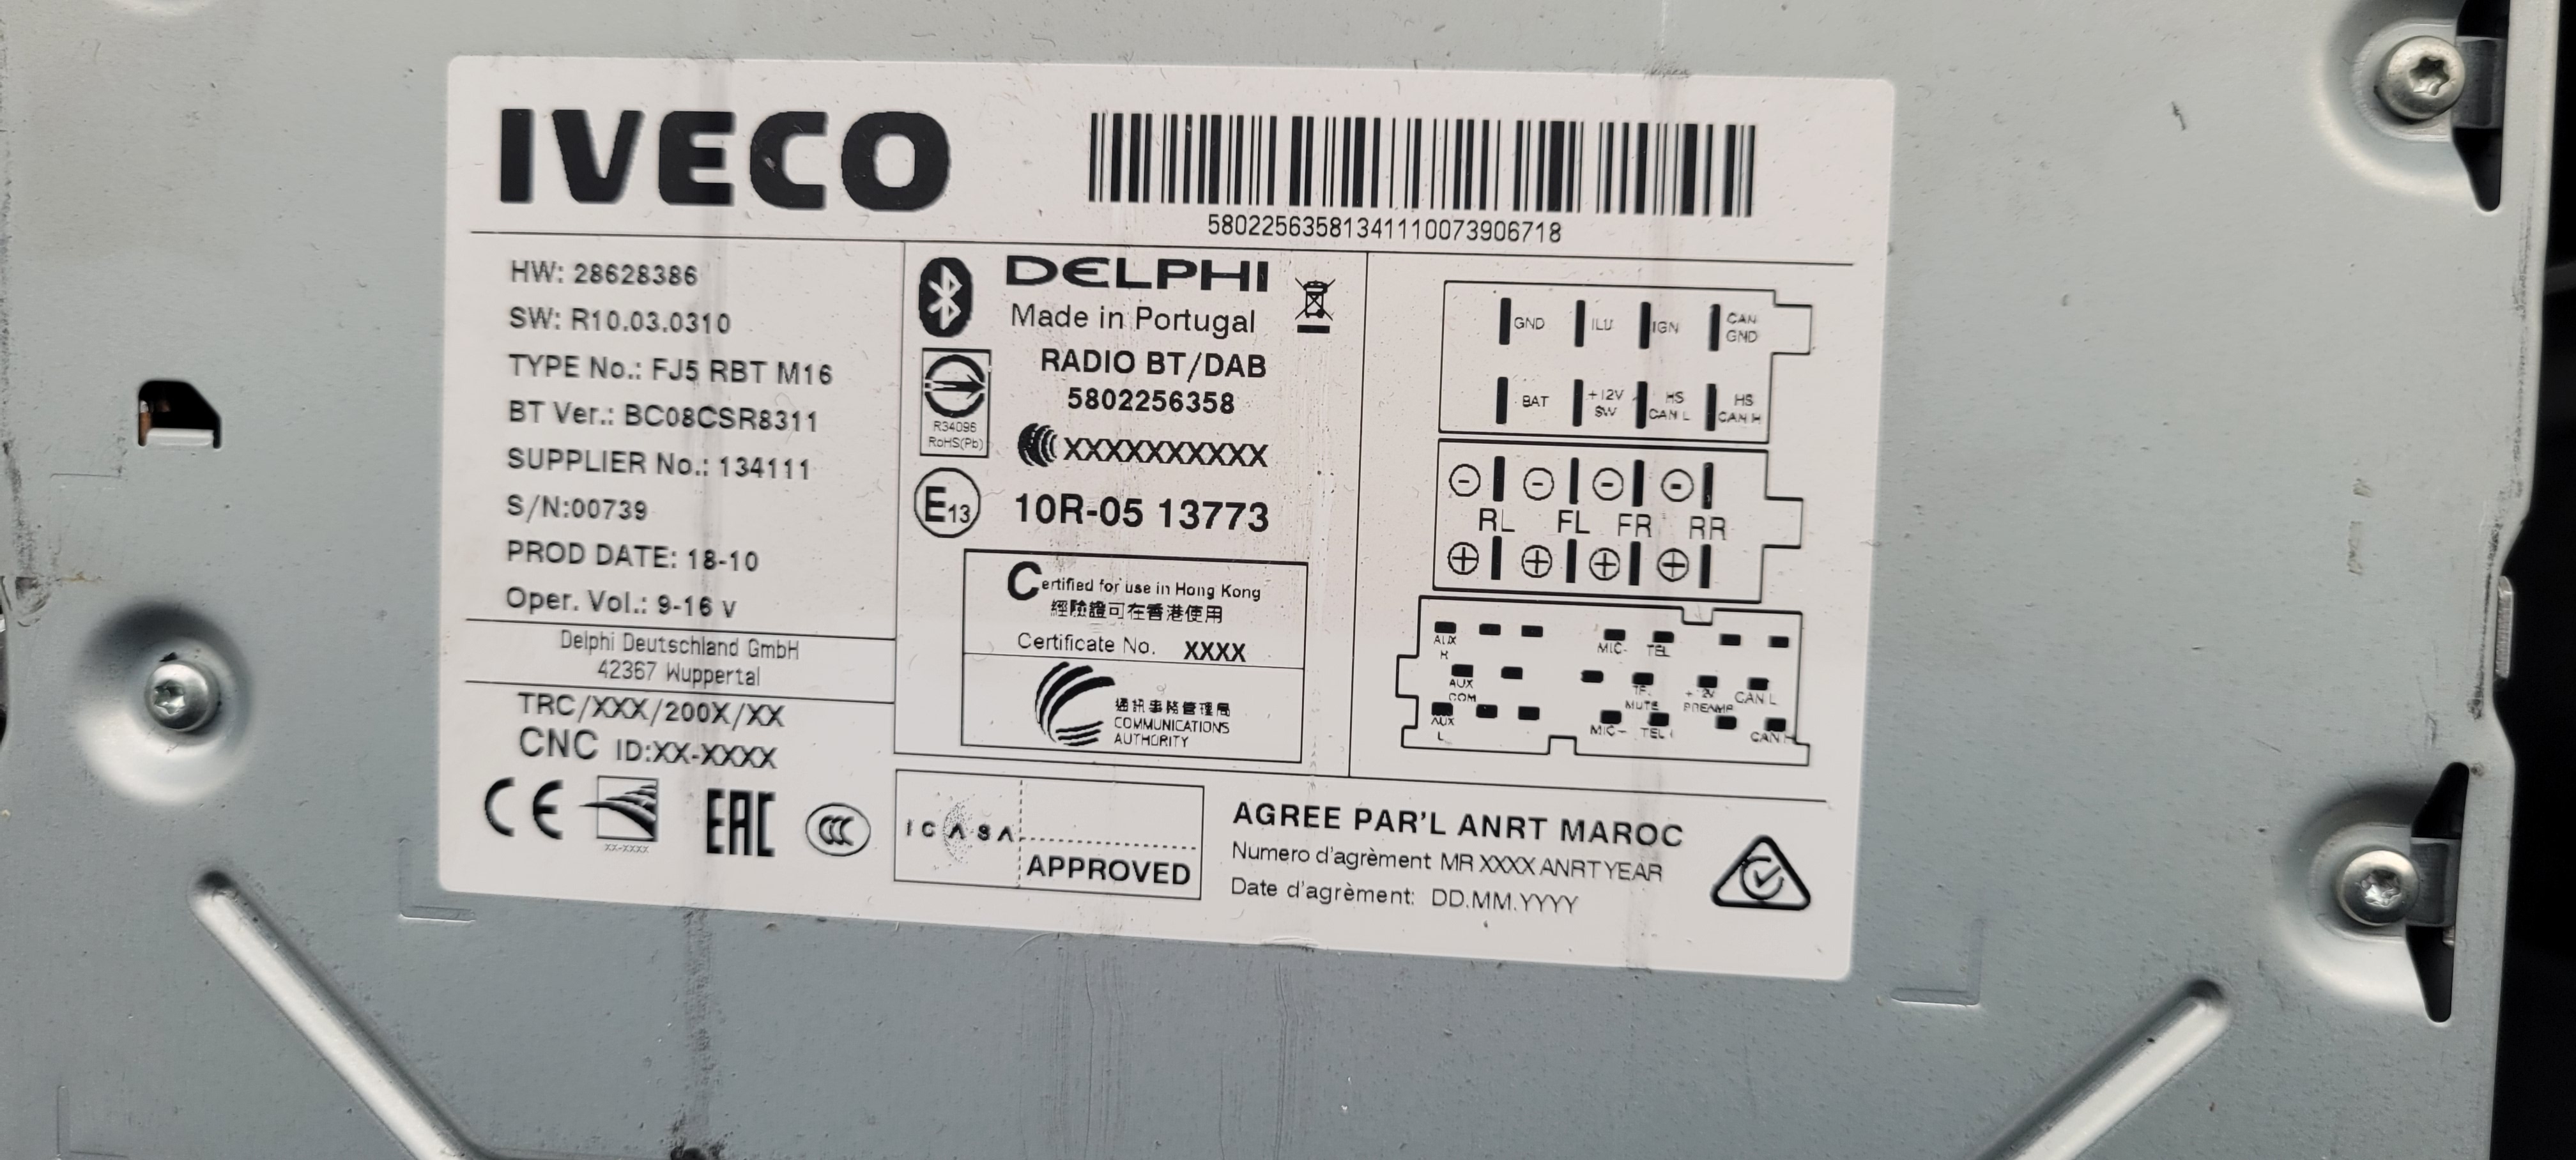 IVECO
58022563581341110073906718
HW: 28628386
SW: R10.03.0310
TYPE No.: FJ5 RBT M16
BT Ver.: BC08CSR8311
SUPPLIER No.: 134111
S/N:00739
PROD DATE: 18-10
Oper. Vol.: 9-16 V
Delphi Deutschland GmbH
42367 Wuppertal
TRC/XXX/200X/XX
CNC ID:XX-XXXX
CE
XX-XXXX
EAC
CCC
DELPHI
Made in Portugal
RADIO BT/DAB
5802256358
R34096
RoHS(Pb)
XXXXXXXXXX
E13
10R-05 13773
Certified for use in Hong Kong
經驗證可在香港使用
Certificate No. XXXX
通訊事務管理局
COMMUNICATIONS
AUTHORITY
ICASA
APPROVED
GND ILU IGN CAN GND
BAT +12V SW HS CAN L HS CAN H
RL FL FR RR
AUX MIC- TEL
AUX COM MUTE PREAMP CAN L
AUX L MIC- TEL CAN
AGREE PAR'L ANRT MAROC
Numero d'agrèment MR XXXX ANRT YEAR
Date d'agrèment: DD.MM.YYYY